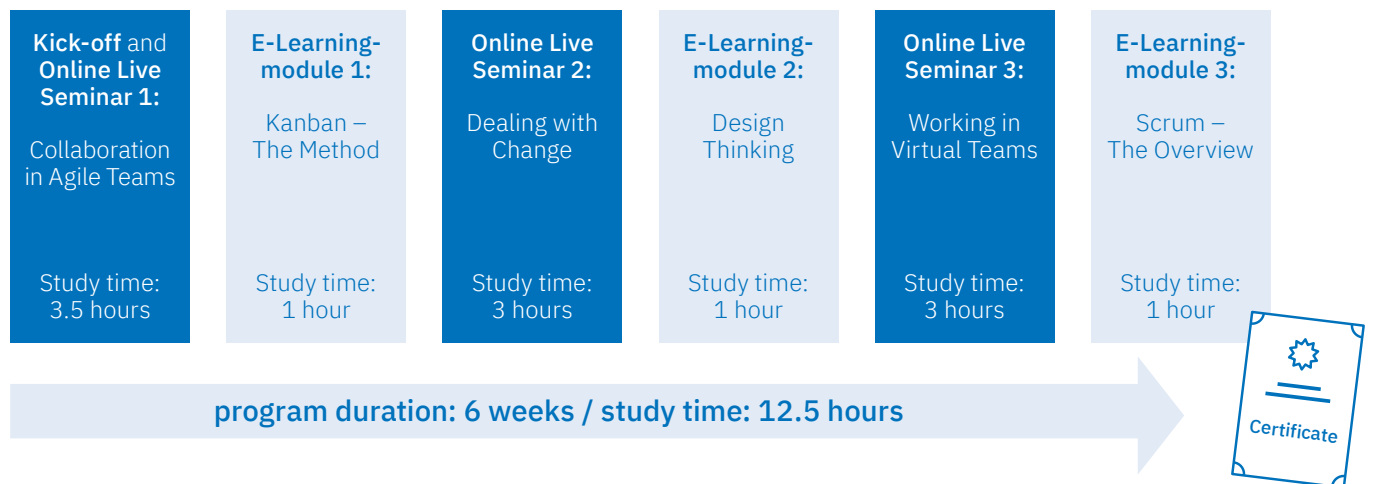 Kick-off and
Online Live
Seminar 1:
Collaboration
in Agile Teams
Study time:
3.5 hours
E-Learning-
module 1:
Kanban –
The Method
Study time:
1 hour
Online Live
Seminar 2:
Dealing with
Change
Study time:
3 hours
E-Learning-
module 2:
Design
Thinking
Study time:
1 hour
Online Live
Seminar 3:
Working in
Virtual Teams
Study time:
3 hours
E-Learning-
module 3:
Scrum –
The Overview
Study time:
1 hour
program duration: 6 weeks / study time: 12.5 hours
Certificate